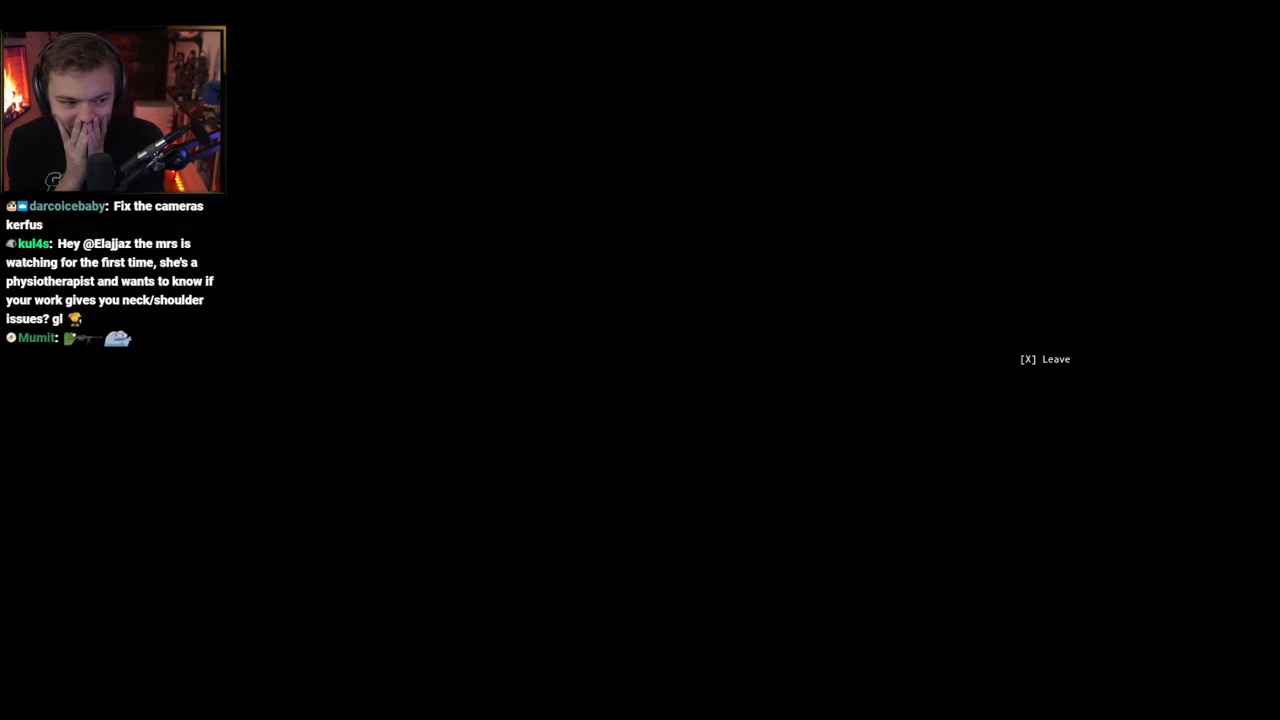 darcoicebaby: Fix the cameras
kerfus
kul4s: Hey @Elajjaz the mrs is
watching for the first time, she's a
physiotherapist and wants to know if
your work gives you neck/shoulder
issues? gl
Mumit:
[X] Leave